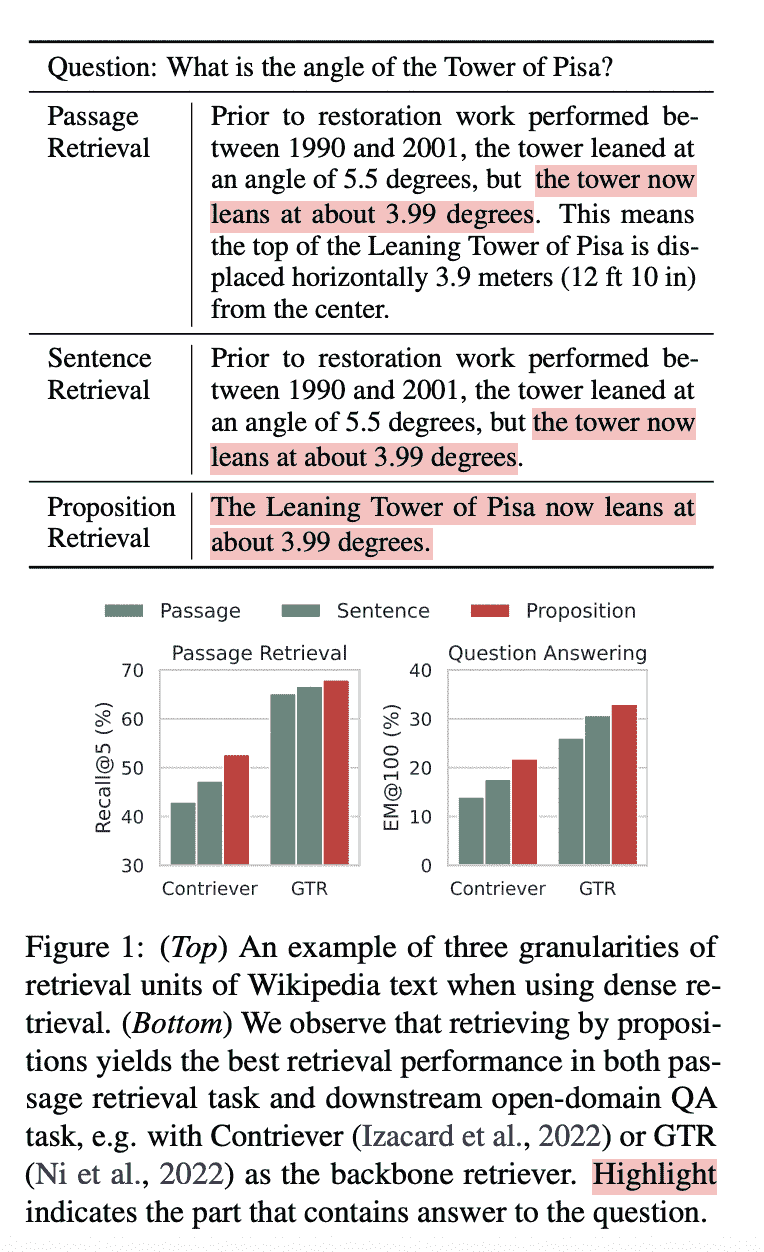 Question: What is the angle of the Tower of Pisa?
Passage
Retrieval
Prior to restoration work performed be-
tween 1990 and 2001, the tower leaned at
an angle of 5.5 degrees, but the tower now
leans at about 3.99 degrees. This means
the top of the Leaning Tower of Pisa is dis-
placed horizontally 3.9 meters (12 ft 10 in)
from the center.
Sentence
Retrieval
Prior to restoration work performed be-
tween 1990 and 2001, the tower leaned at
an angle of 5.5 degrees, but the tower now
leans at about 3.99 degrees.
Proposition
Retrieval
The Leaning Tower of Pisa now leans at
about 3.99 degrees.
Passage Sentence Proposition
Passage Retrieval
Recall@5 (%)
70
60
50
40
30
Contriever GTR
Question Answering
EM@100 (%)
40
30
20
10
0
Contriever GTR
Figure 1: (Top) An example of three granularities of
retrieval units of Wikipedia text when using dense re-
trieval. (Bottom) We observe that retrieving by proposi-
tions yields the best retrieval performance in both pas-
sage retrieval task and downstream open-domain QA
task, e.g. with Contriever (Izacard et al., 2022) or GTR
(Ni et al., 2022) as the backbone retriever. Highlight
indicates the part that contains answer to the question.